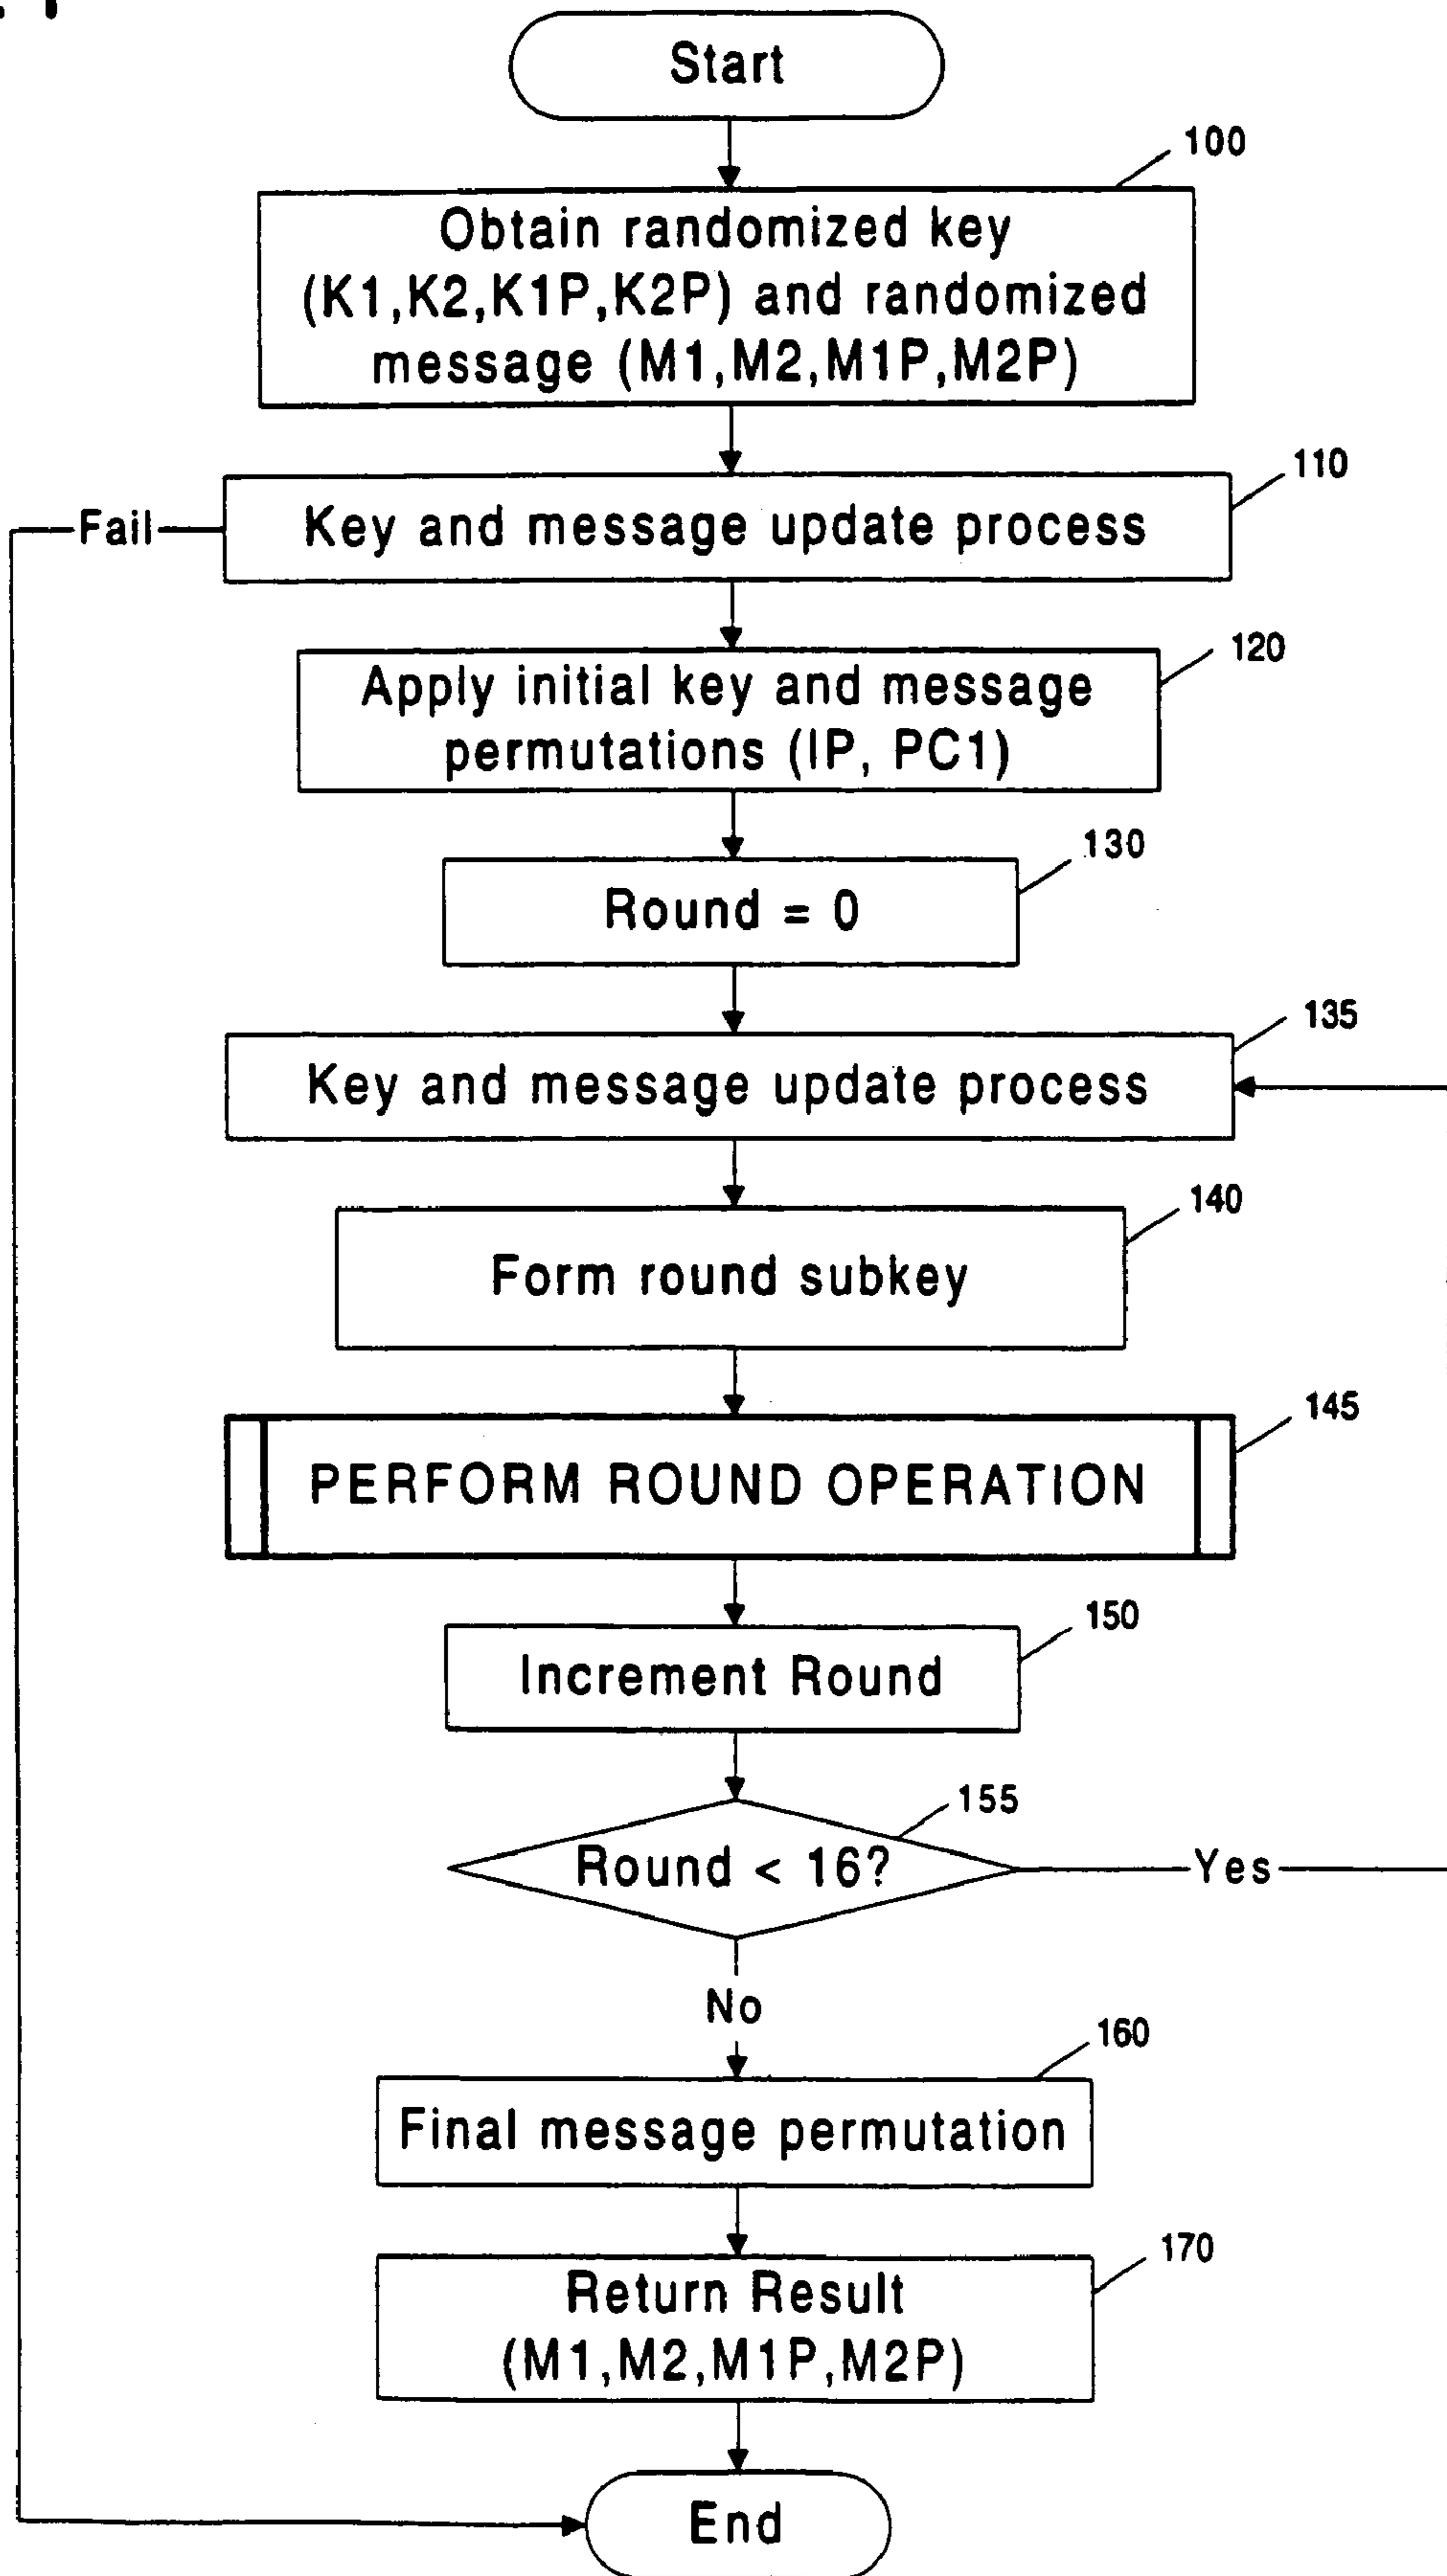 Start
100
Obtain randomized key
(K1,K2,K1P,K2P) and randomized
message (M1,M2,M1P,M2P)
110
Fail
Key and message update process
120
Apply initial key and message
permutations (IP, PC1)
130
Round = 0
135
Key and message update process
140
Form round subkey
145
PERFORM ROUND OPERATION
150
Increment Round
155
Round < 16?
Yes
No
160
Final message permutation
170
Return Result
(M1,M2,M1P,M2P)
End